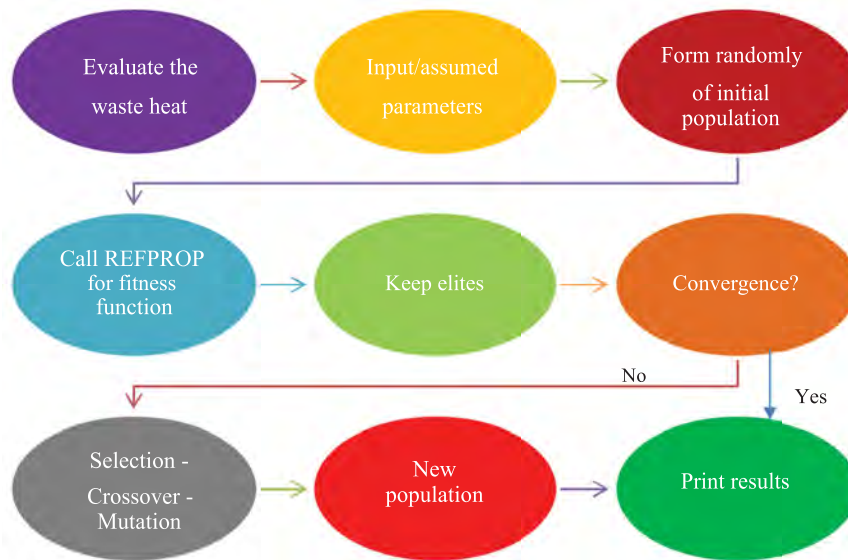 Evaluate the
waste heat
Input/assumed
parameters
Form randomly
of initial
population
Call REFPROP
for fitness
function
Keep elites
Convergence?
No
Yes
Selection -
Crossover -
Mutation
New
population
Print results